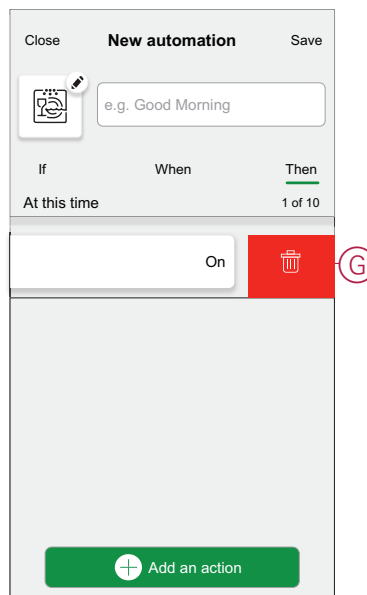 Close New automation Save
e.g. Good Morning
If When Then
At this time 1 of 10
On
G
Add an action